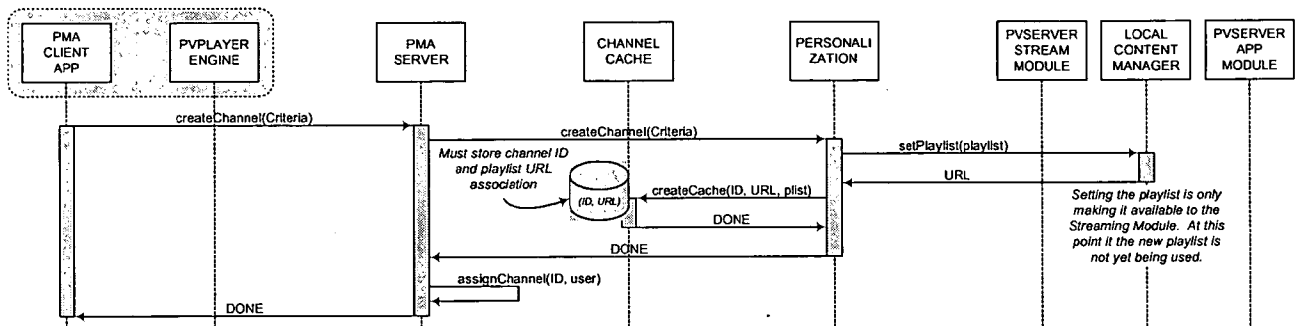 PMA
CLIENT
APP
PVPLAYER
ENGINE
PMA
SERVER
CHANNEL
CACHE
PERSONALI
ZATION
PVSERVER
STREAM
MODULE
LOCAL
CONTENT
MANAGER
PVSERVER
APP
MODULE
createChannel(Criteria)
createChannel(Criteria)
setPlaylist(playlist)
Must store channel ID
and playlist URL
association
URL
createCache(ID, URL, plist)
(ID, URL)
DONE
Setting the playlist is only
making it available to the
Streaming Module. At this
point it the new playlist is
not yet being used.
DONE
assignChannel(ID, user)
DONE